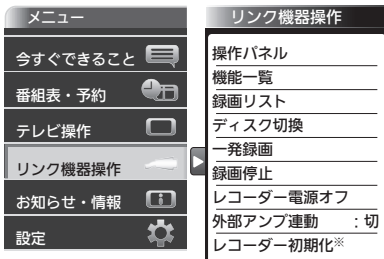 メニュー
今すぐできること
番組表・予約
テレビ操作
リンク機器操作
お知らせ・情報
設定
リンク機器操作
操作パネル
機能一覧
録画リスト
ディスク切換
一発録画
録画停止
レコーダー電源オフ
外部アンプ連動 :切
レコーダー初期化※